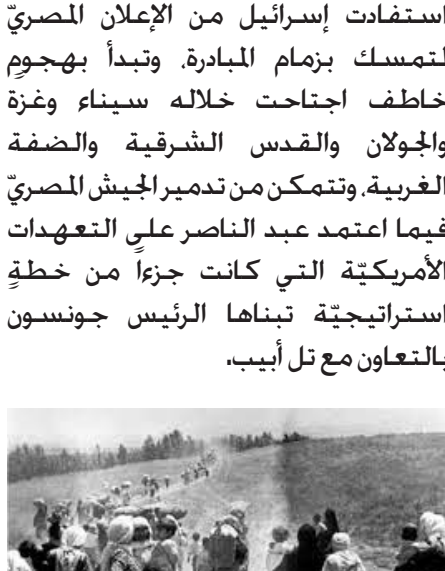 استفادت إسرائيل من الإعلان المصريّ
لتمسك بزمام المبادرة، وتبدأ بهجومٍ
خاطف اجتاحت خلاله سيناء وغزة
والجولان والقدس الشرقية والضفة
الغربية، وتتمكن من تدمير الجيش المصريّ
فيما اعتمد عبد الناصر على التعهدات
الأمريكيّة التي كانت جزءاً من خطةٍ
استراتيجيّة تبناها الرئيس جونسون
بالتعاون مع تل أبيب.